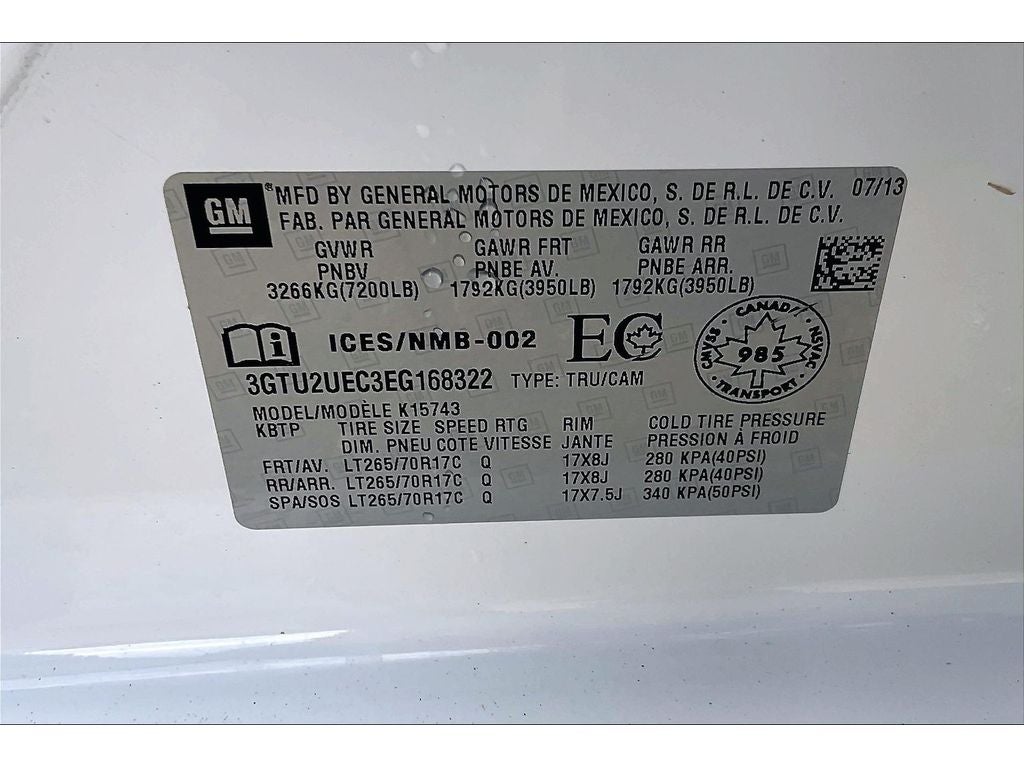 GM ® MFD BY GENERAL MOTORS DE MEXICO, S. DE R.L. DE C.V. 07/13
FAB. PAR GENERAL MOTORS DE MEXICO, S. DE R.L. DE C.V.
GVWR GAWR FRT GAWR RR
PNBV PNBE AV. PNBE ARR.
3266KG(7200LB) 1792KG(3950LB) 1792KG(3950LB)
i ICES/NMB-002 EC CANADA CMVSS 985 NSVAC TRANSPORT
3GTU2UEC3EG168322 TYPE: TRU/CAM
MODEL/MODÈLE K15743
KBTP TIRE SIZE SPEED RTG RIM COLD TIRE PRESSURE
DIM. PNEU COTE VITESSE JANTE PRESSION À FROID
FRT/AV. LT265/70R17C Q 17X8J 280 KPA(40PSI)
RR/ARR. LT265/70R17C Q 17X8J 280 KPA(40PSI)
SPA/SOS LT265/70R17C Q 17X7.5J 340 KPA(50PSI)